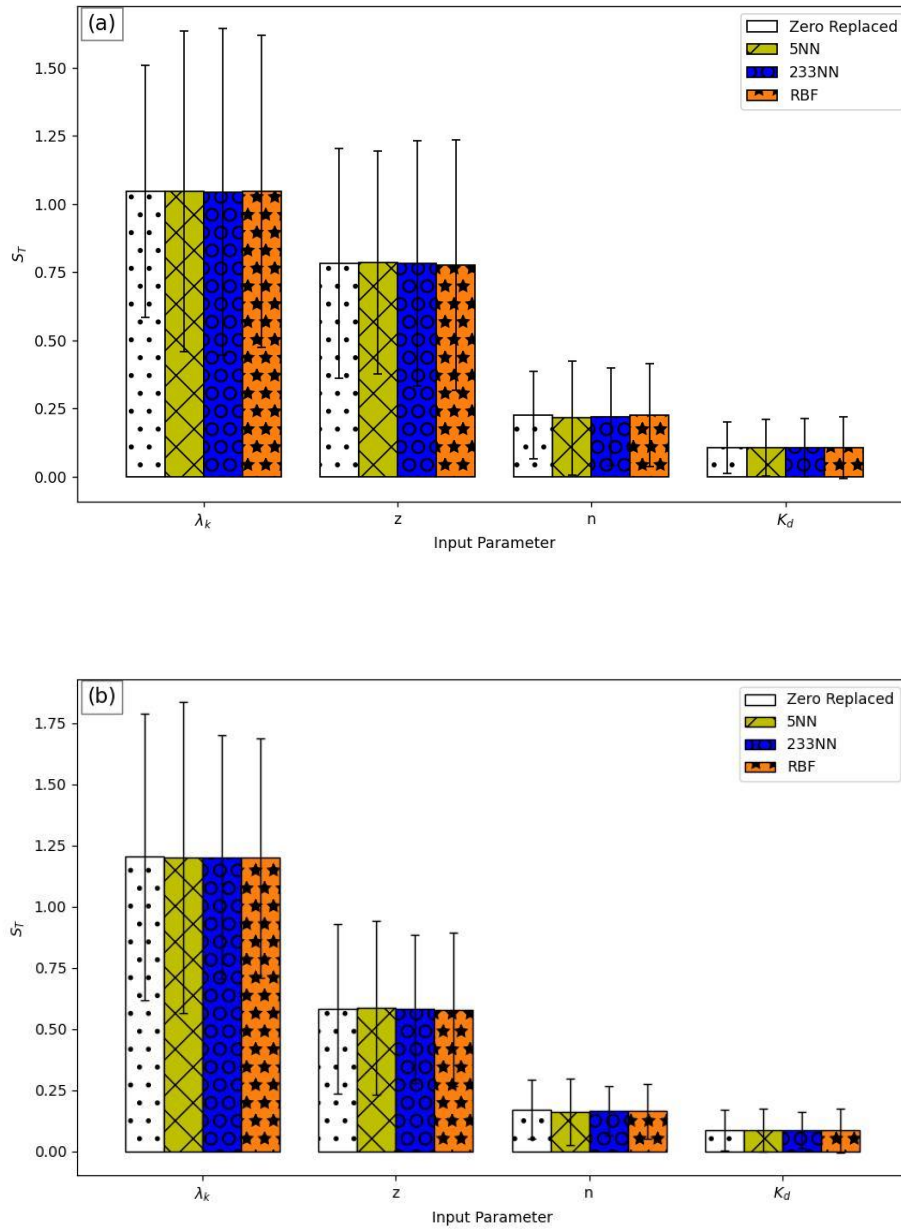 (a)
Zero Replaced
5NN
233NN
RBF
1.50
1.25
1.00
0.75
0.50
0.25
0.00
S_T
λ_k z n K_d
Input Parameter
(b)
Zero Replaced
5NN
233NN
RBF
1.75
1.50
1.25
1.00
0.75
0.50
0.25
0.00
S_T
λ_k z n K_d
Input Parameter